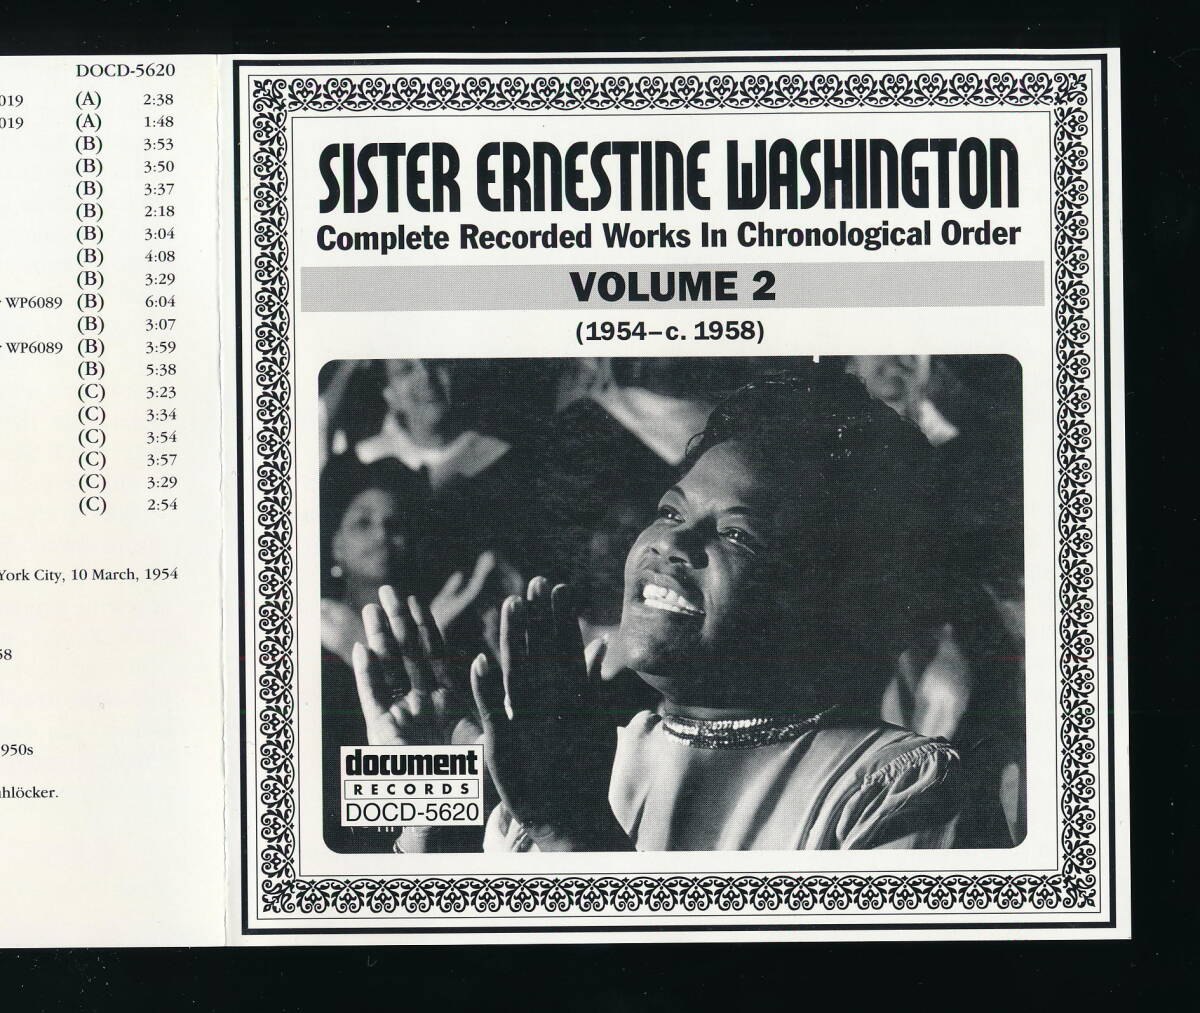 DOCD-5620
019 (A) 2:38
019 (A) 1:48
(B) 3:53
(B) 3:50
(B) 3:37
(B) 2:18
(B) 3:04
(B) 4:08
(B) 3:29
WP6089 (B) 6:04
(B) 3:07
WP6089 (B) 3:59
(B) 5:38
(C) 3:23
(C) 3:34
(C) 3:54
(C) 3:57
(C) 3:29
(C) 2:54
York City, 10 March, 1954
58
950s
hlöcker.
SISTER ERNESTINE WASHINGTON
Complete Recorded Works In Chronological Order
VOLUME 2
(1954–c. 1958)
document
RECORDS
DOCD-5620